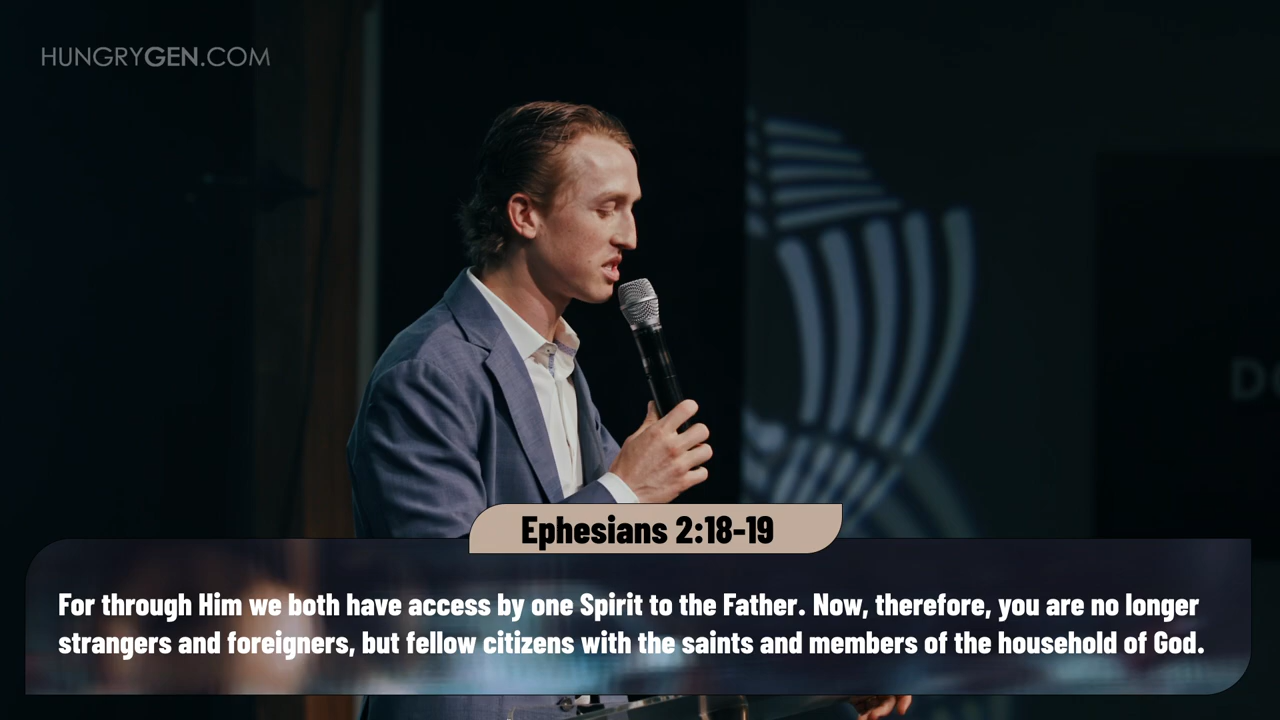 HUNGRYGEN.COM
Ephesians 2:18-19
For through Him we both have access by one Spirit to the Father. Now, therefore, you are no longer
strangers and foreigners, but fellow citizens with the saints and members of the household of God.